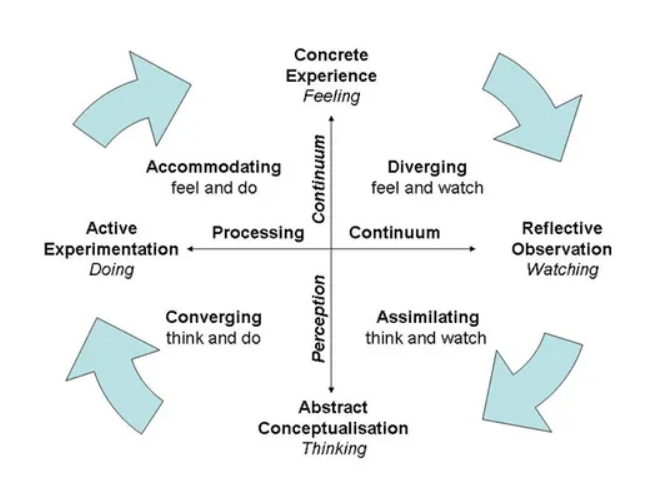 Concrete
Experience
Feeling
Accommodating
feel and do
Continuum
Diverging
feel and watch
Active
Experimentation
Doing
Processing
Continuum
Reflective
Observation
Watching
Converging
think and do
Perception
Assimilating
think and watch
Abstract
Conceptualisation
Thinking